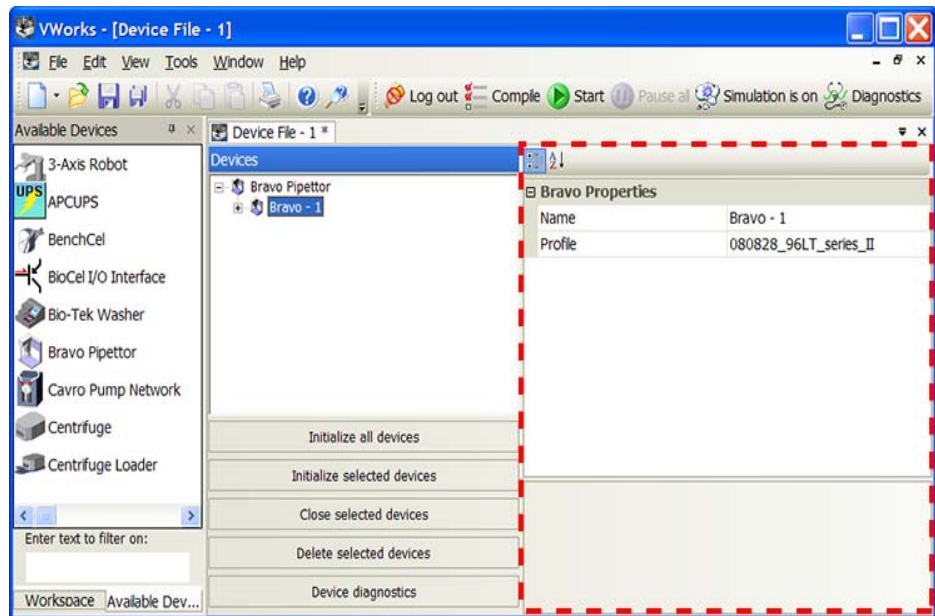 VWorks - [Device File - 1]
File Edit View Tools Window Help
Log out Compile Start Pause all Simulation is on Diagnostics
Available Devices
Device File - 1 *
3-Axis Robot
UPS
APCUPS
BenchCel
BioCel I/O Interface
Bio-Tek Washer
Bravo Pipettor
Cavro Pump Network
Centrifuge
Centrifuge Loader
Enter text to filter on:
Workspace Available Dev...
Devices
Bravo Pipettor
Bravo - 1
Initialize all devices
Initialize selected devices
Close selected devices
Delete selected devices
Device diagnostics
Bravo Properties
Name Bravo - 1
Profile 080828_96LT_series_II